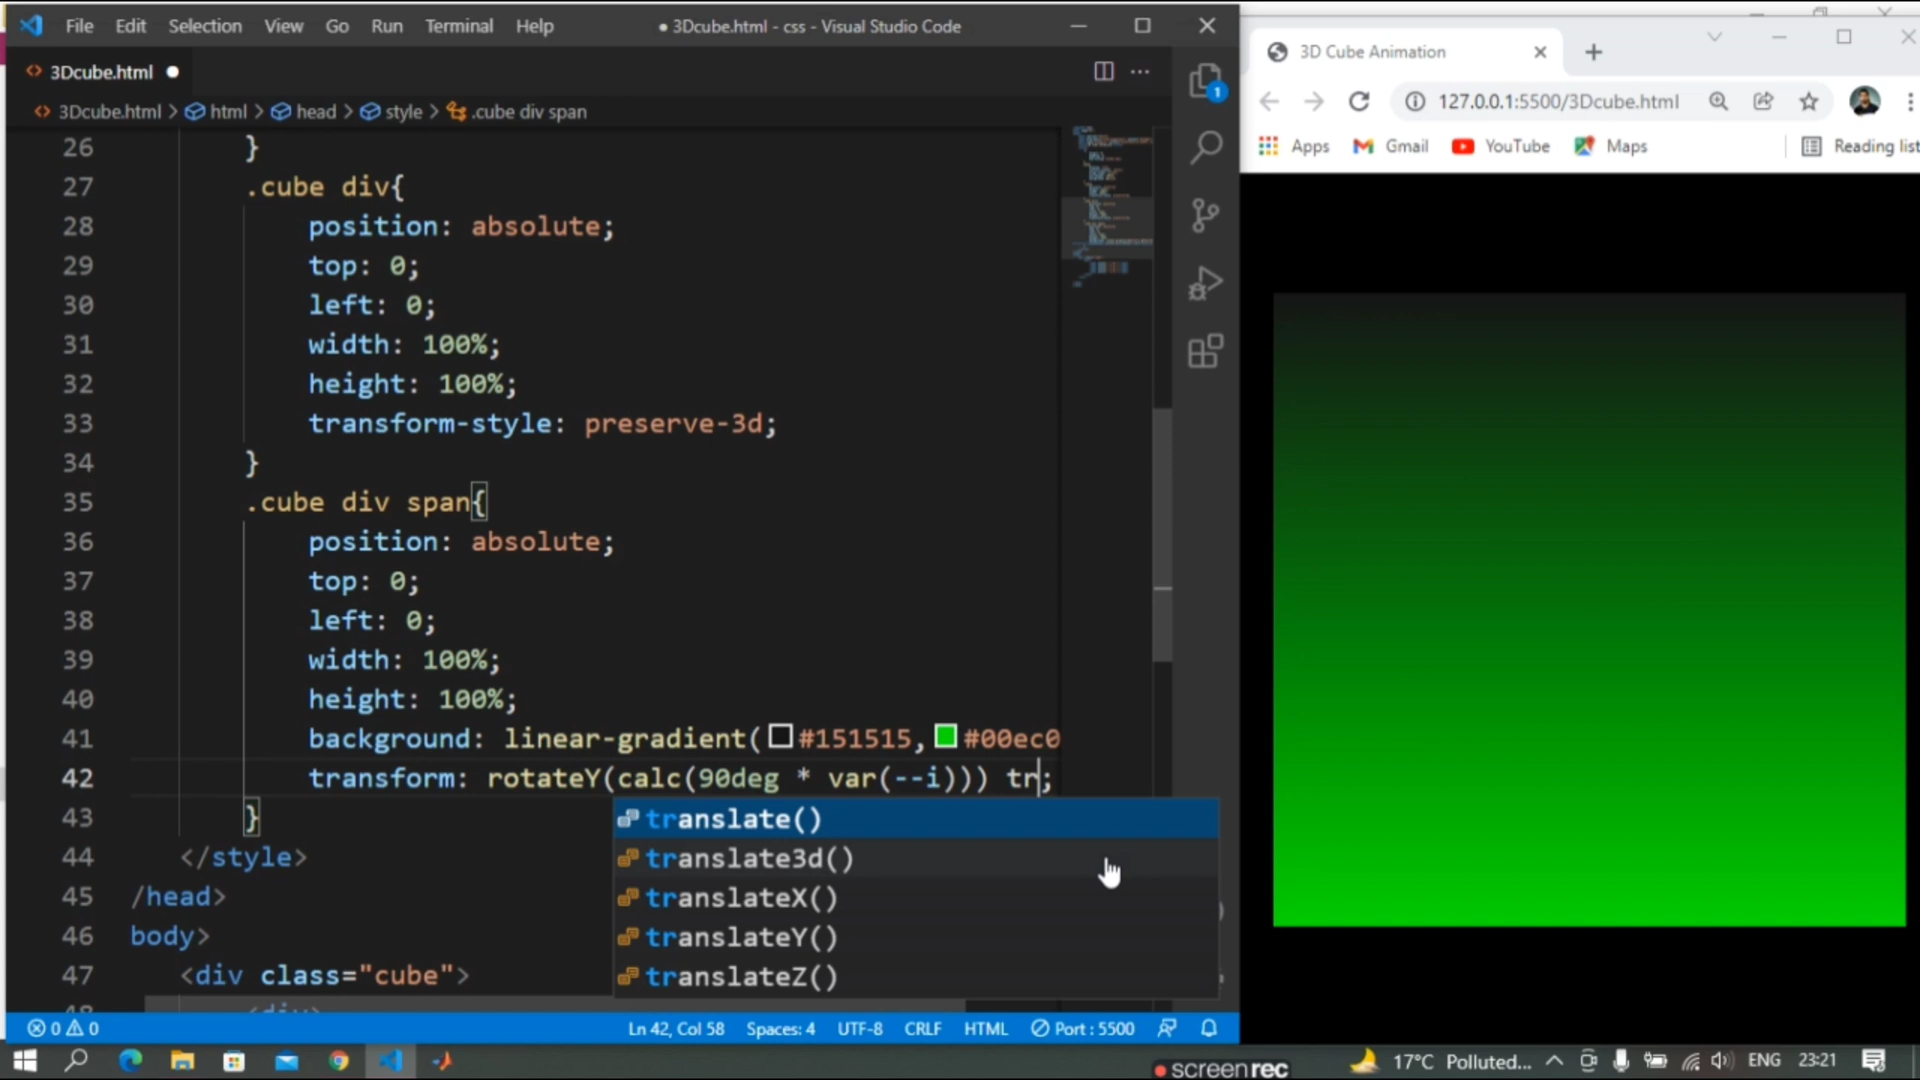 File Edit Selection View Go Run Terminal Help ● 3Dcube.html - css - Visual Studio Code
3Dcube.html
3Dcube.html > html > head > style > .cube div span
26 }
27 .cube div{
28 position: absolute;
29 top: 0;
30 left: 0;
31 width: 100%;
32 height: 100%;
33 transform-style: preserve-3d;
34 }
35 .cube div span{
36 position: absolute;
37 top: 0;
38 left: 0;
39 width: 100%;
40 height: 100%;
41 background: linear-gradient(#151515,#00ec0
42 transform: rotateY(calc(90deg * var(--i))) tr;
43 }
44 </style>
45 /head>
46 body>
47 <div class="cube">
48 <div>
translate()
translate3d()
translateX()
translateY()
translateZ()
1
0 0 Ln 42, Col 58 Spaces: 4 UTF-8 CRLF HTML Port : 5500
3D Cube Animation
127.0.0.1:5500/3Dcube.html
Apps Gmail YouTube Maps Reading list
screenrec
17°C Polluted... ENG 23:21